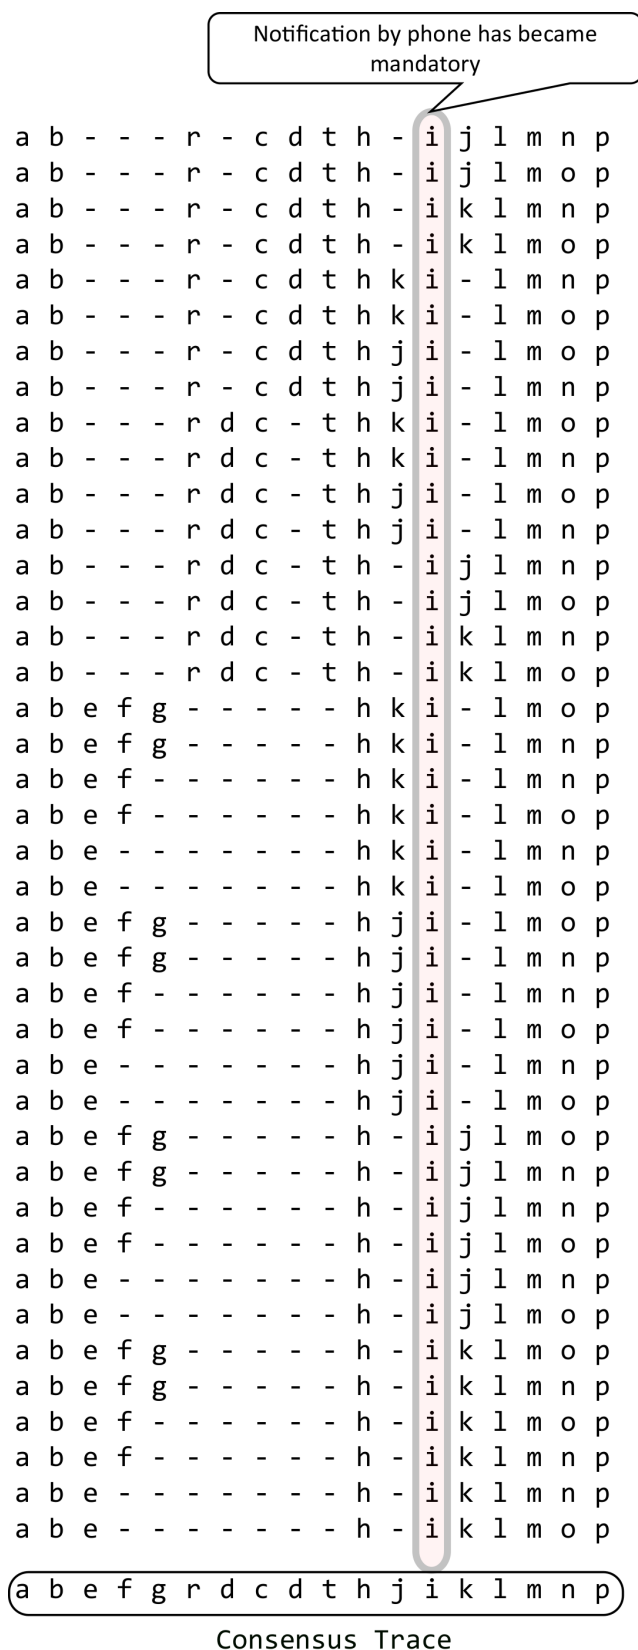 Notification by phone has became
mandatory
a b - - - r - c d t h - i j l m n p
a b - - - r - c d t h - i j l m o p
a b - - - r - c d t h - i k l m n p
a b - - - r - c d t h - i k l m o p
a b - - - r - c d t h k i - l m n p
a b - - - r - c d t h k i - l m o p
a b - - - r - c d t h j i - l m o p
a b - - - r - c d t h j i - l m n p
a b - - - r d c - t h k i - l m o p
a b - - - r d c - t h k i - l m n p
a b - - - r d c - t h j i - l m o p
a b - - - r d c - t h j i - l m n p
a b - - - r d c - t h - i j l m n p
a b - - - r d c - t h - i j l m o p
a b - - - r d c - t h - i k l m n p
a b - - - r d c - t h - i k l m o p
a b e f g - - - - - h k i - l m o p
a b e f g - - - - - h k i - l m n p
a b e f - - - - - - h k i - l m n p
a b e f - - - - - - h k i - l m o p
a b e - - - - - - - h k i - l m n p
a b e - - - - - - - h k i - l m o p
a b e f g - - - - - h j i - l m o p
a b e f g - - - - - h j i - l m n p
a b e f - - - - - - h j i - l m n p
a b e f - - - - - - h j i - l m o p
a b e - - - - - - - h j i - l m n p
a b e - - - - - - - h j i - l m o p
a b e f g - - - - - h - i j l m o p
a b e f g - - - - - h - i j l m n p
a b e f - - - - - - h - i j l m n p
a b e f - - - - - - h - i j l m o p
a b e - - - - - - - h - i j l m n p
a b e - - - - - - - h - i j l m o p
a b e f g - - - - - h - i k l m o p
a b e f g - - - - - h - i k l m n p
a b e f - - - - - - h - i k l m o p
a b e f - - - - - - h - i k l m n p
a b e - - - - - - - h - i k l m n p
a b e - - - - - - - h - i k l m o p
a b e f g r d c d t h j i k l m n p
Consensus Trace